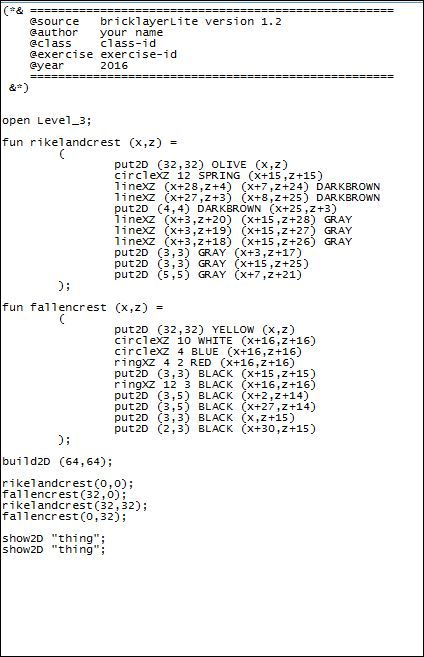 (*& ====================================================
@source bricklayerLite version 1.2
@author your name
@class class-id
@exercise exercise-id
@year 2016
====================================================
&*)
open Level_3;
fun rikelandcrest (x,z) =
(
put2D (32,32) OLIVE (x,z)
circleXZ 12 SPRING (x+15,z+15)
lineXZ (x+28,z+4) (x+7,z+24) DARKBROWN
lineXZ (x+27,z+3) (x+8,z+25) DARKBROWN
put2D (4,4) DARKBROWN (x+25,z+3)
lineXZ (x+3,z+20) (x+15,z+28) GRAY
lineXZ (x+3,z+19) (x+15,z+27) GRAY
lineXZ (x+3,z+18) (x+15,z+26) GRAY
put2D (3,3) GRAY (x+3,z+17)
put2D (3,3) GRAY (x+15,z+25)
put2D (5,5) GRAY (x+7,z+21)
);
fun fallencrest (x,z) =
(
put2D (32,32) YELLOW (x,z)
circleXZ 10 WHITE (x+16,z+16)
circleXZ 4 BLUE (x+16,z+16)
ringXZ 4 2 RED (x+16,z+16)
put2D (3,3) BLACK (x+15,z+15)
ringXZ 12 3 BLACK (x+16,z+16)
put2D (3,5) BLACK (x+2,z+14)
put2D (3,5) BLACK (x+27,z+14)
put2D (3,3) BLACK (x,z+15)
put2D (2,3) BLACK (x+30,z+15)
);
build2D (64,64);
rikelandcrest(0,0);
fallencrest(32,0);
rikelandcrest(32,32);
fallencrest(0,32);
show2D "thing";
show2D "thing";